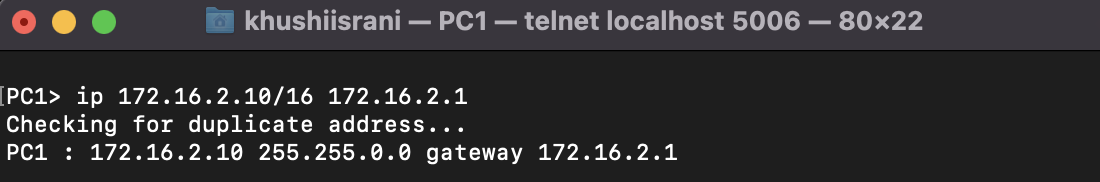 khushiisrani — PC1 — telnet localhost 5006 — 80×22
[PC1> ip 172.16.2.10/16 172.16.2.1
Checking for duplicate address...
PC1 : 172.16.2.10 255.255.0.0 gateway 172.16.2.1